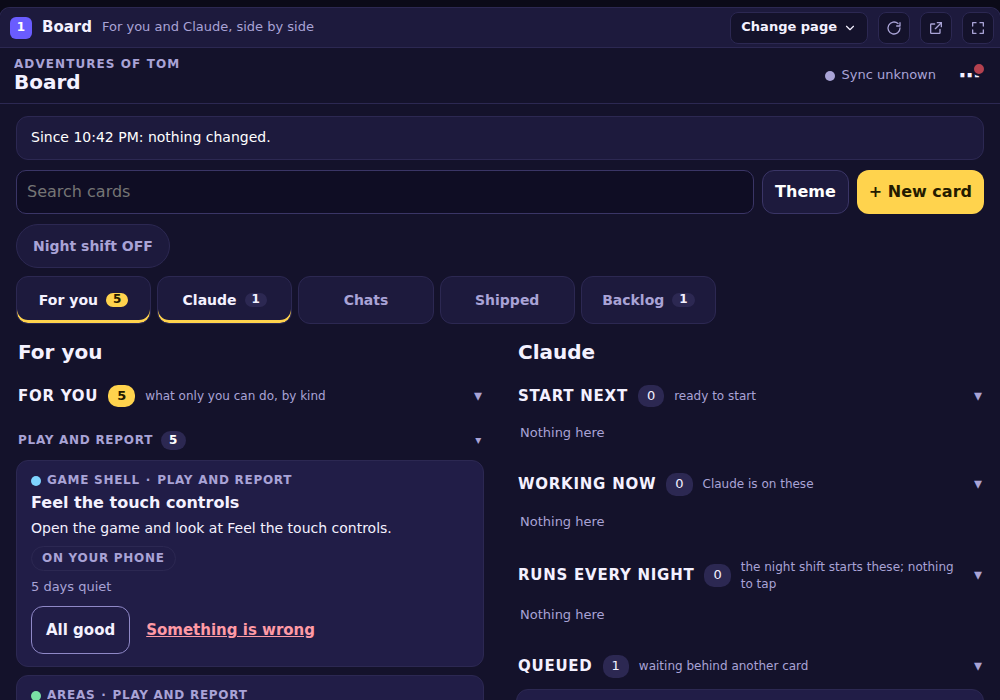 1 Board For you and Claude, side by side Change page
ADVENTURES OF TOM
Board
Sync unknown
Since 10:42 PM: nothing changed.
Search cards
Theme
+ New card
Night shift OFF
For you 5
Claude 1
Chats
Shipped
Backlog 1
For you
FOR YOU 5 what only you can do, by kind
PLAY AND REPORT 5
GAME SHELL · PLAY AND REPORT
Feel the touch controls
Open the game and look at Feel the touch controls.
ON YOUR PHONE
5 days quiet
All good
Something is wrong
AREAS · PLAY AND REPORT
Claude
START NEXT 0 ready to start
Nothing here
WORKING NOW 0 Claude is on these
Nothing here
RUNS EVERY NIGHT 0 the night shift starts these; nothing
to tap
Nothing here
QUEUED 1 waiting behind another card